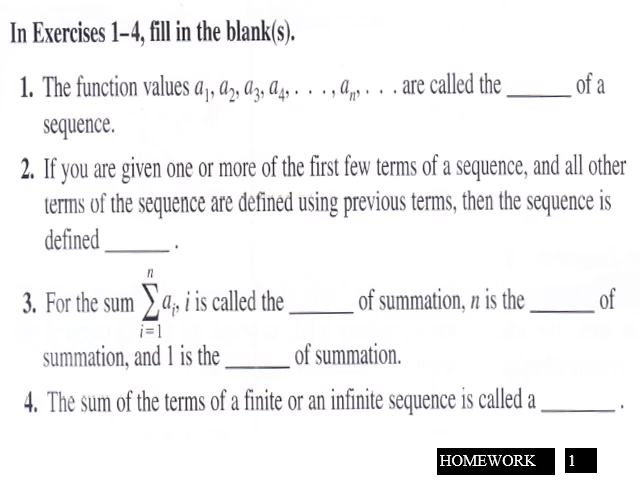 In Exercises 1–4, fill in the blank(s).
1. The function values a₁, a₂, a₃, a₄, . . . , aₙ, . . . are called the ______ of a
sequence.
2. If you are given one or more of the first few terms of a sequence, and all other
terms of the sequence are defined using previous terms, then the sequence is
defined ______ .
n
3. For the sum ∑ aᵢ, i is called the ______ of summation, n is the ______ of
i=1
summation, and 1 is the ______ of summation.
4. The sum of the terms of a finite or an infinite sequence is called a ______ .
HOMEWORK 1